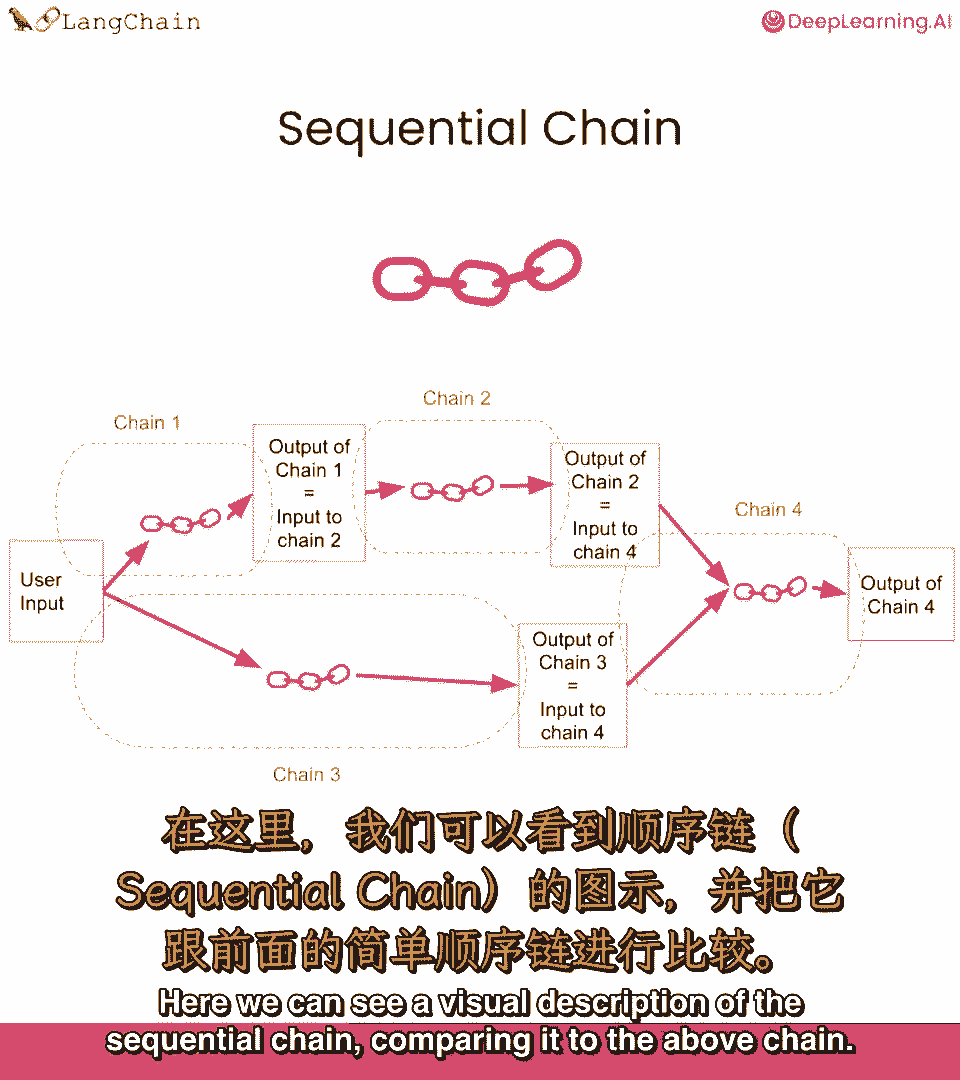 LangChain
DeepLearning.AI
Sequential Chain
Chain 1
Chain 2
Output of
Chain 1
=
Input to
chain 2
Output of
Chain 2
=
Input to
chain 4
Chain 4
User
Input
Output of
Chain 4
Output of
Chain 3
=
Input to
chain 4
Chain 3
在这里，我们可以看到顺序链（
Sequential Chain）的图示，并把它
跟前面的简单顺序链进行比较。
Here we can see a visual description of the
sequential chain, comparing it to the above chain.